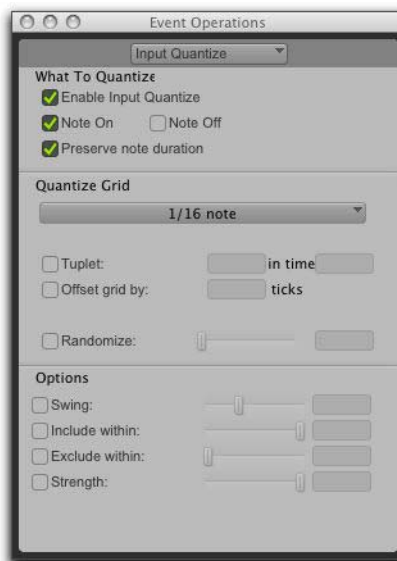 Event Operations
Input Quantize
What To Quantize
Enable Input Quantize
Note On Note Off
Preserve note duration
Quantize Grid
1/16 note
Tuplet: in time
Offset grid by: ticks
Randomize:
Options
Swing:
Include within:
Exclude within:
Strength: